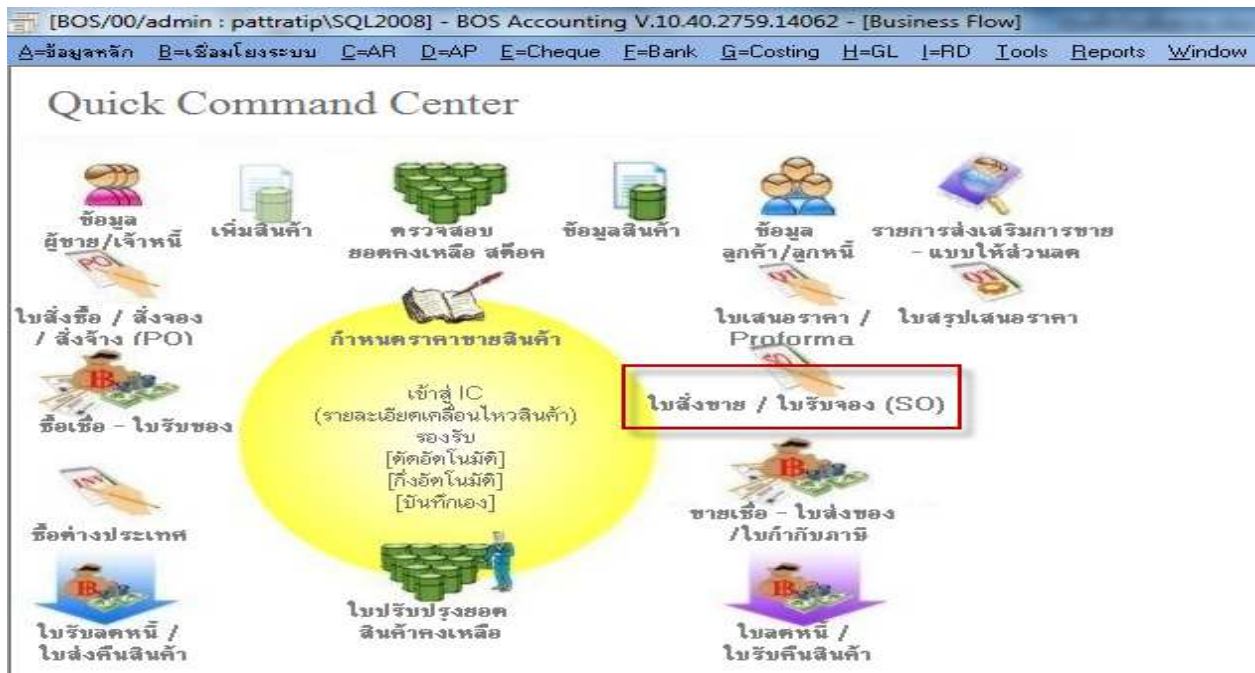 [BOS/00/admin : pattratip\SQL2008] - BOS Accounting V.10.40.2759.14062 - [Business Flow]
A=ข้อมูลหลัก B=เชื่อมโยงระบบ C=AR D=AP E=Cheque F=Bank G=Costing H=GL I=RD Tools Reports Window
Quick Command Center
ข้อมูล
ผู้ขาย/เจ้าหนี้
เพิ่มสินค้า
ตรวจสอบ
ยอดคงเหลือ สต๊อค
ข้อมูลสินค้า
ข้อมูล
ลูกค้า/ลูกหนี้
รายการส่งเสริมการขาย
- แบบให้ส่วนลด
PO
QT
QT
ใบสั่งซื้อ / สั่งจอง
/ สั่งจ้าง (PO)
กำหนดราคาขายสินค้า
ใบเสนอราคา /
Proforma
ใบสรุปเสนอราคา
SO
เข้าสู่ IC
(รายละเอียดเคลื่อนไหวสินค้า)
รองรับ
[ตัดอัตโนมัติ]
[กึ่งอัตโนมัติ]
[บันทึกเอง]
ใบสั่งขาย / ใบรับจอง (SO)
B
ซื้อเชื่อ - ใบรับของ
B
ขายเชื่อ - ใบส่งของ
/ใบกำกับภาษี
INV
ซื้อต่างประเทศ
B
ใบรับลดหนี้ /
ใบส่งคืนสินค้า
ใบปรับปรุงยอด
สินค้าคงเหลือ
B
ใบลดหนี้ /
ใบรับคืนสินค้า